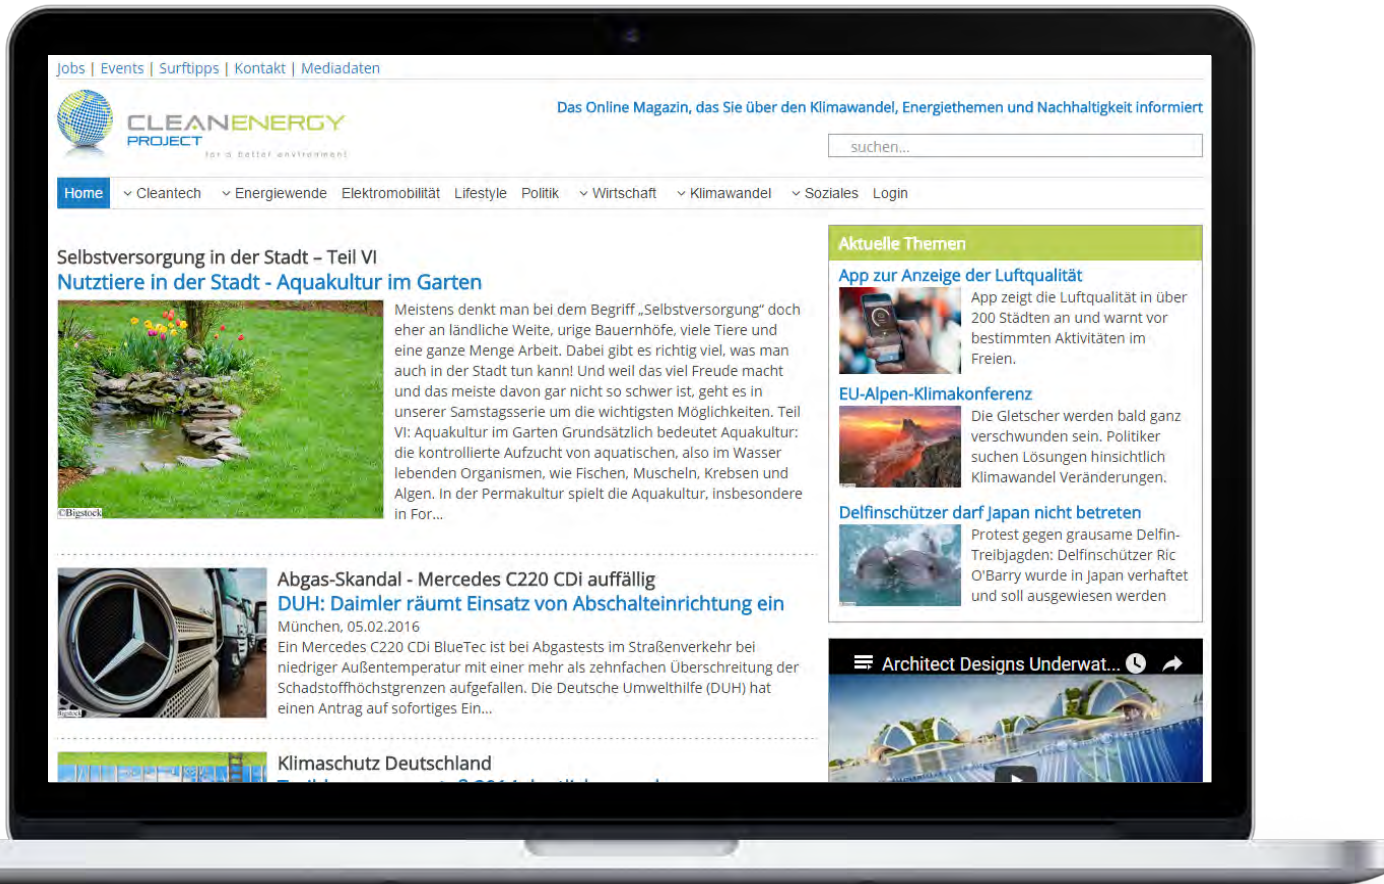 Jobs | Events | Surftipps | Kontakt | Mediadaten
CLEANENERGY
PROJECT
for a better environment
Das Online Magazin, das Sie über den Klimawandel, Energiethemen und Nachhaltigkeit informiert
suchen...
Home Cleantech Energiewende Elektromobilität Lifestyle Politik Wirtschaft Klimawandel Soziales Login
Selbstversorgung in der Stadt – Teil VI
Nutztiere in der Stadt - Aquakultur im Garten
Meistens denkt man bei dem Begriff „Selbstversorgung“ doch
eher an ländliche Weite, urige Bauernhöfe, viele Tiere und
eine ganze Menge Arbeit. Dabei gibt es richtig viel, was man
auch in der Stadt tun kann! Und weil das viel Freude macht
und das meiste davon gar nicht so schwer ist, geht es in
unserer Samstagsserie um die wichtigsten Möglichkeiten. Teil
VI: Aquakultur im Garten Grundsätzlich bedeutet Aquakultur:
die kontrollierte Aufzucht von aquatischen, also im Wasser
lebenden Organismen, wie Fischen, Muscheln, Krebsen und
Algen. In der Permakultur spielt die Aquakultur, insbesondere
in For...
©Bigstock
Abgas-Skandal - Mercedes C220 CDi auffällig
DUH: Daimler räumt Einsatz von Abschalteinrichtung ein
München, 05.02.2016
Ein Mercedes C220 CDi BlueTec ist bei Abgastests im Straßenverkehr bei
niedriger Außentemperatur mit einer mehr als zehnfachen Überschreitung der
Schadstoffhöchstgrenzen aufgefallen. Die Deutsche Umwelthilfe (DUH) hat
einen Antrag auf sofortiges Ein...
Bigstock
Klimaschutz Deutschland
Aktuelle Themen
App zur Anzeige der Luftqualität
App zeigt die Luftqualität in über
200 Städten an und warnt vor
bestimmten Aktivitäten im
Freien.
EU-Alpen-Klimakonferenz
Die Gletscher werden bald ganz
verschwunden sein. Politiker
suchen Lösungen hinsichtlich
Klimawandel Veränderungen.
Delfinschützer darf Japan nicht betreten
Protest gegen grausame Delfin-
Treibjagden: Delfinschützer Ric
O'Barry wurde in Japan verhaftet
und soll ausgewiesen werden
Architect Designs Underwat...